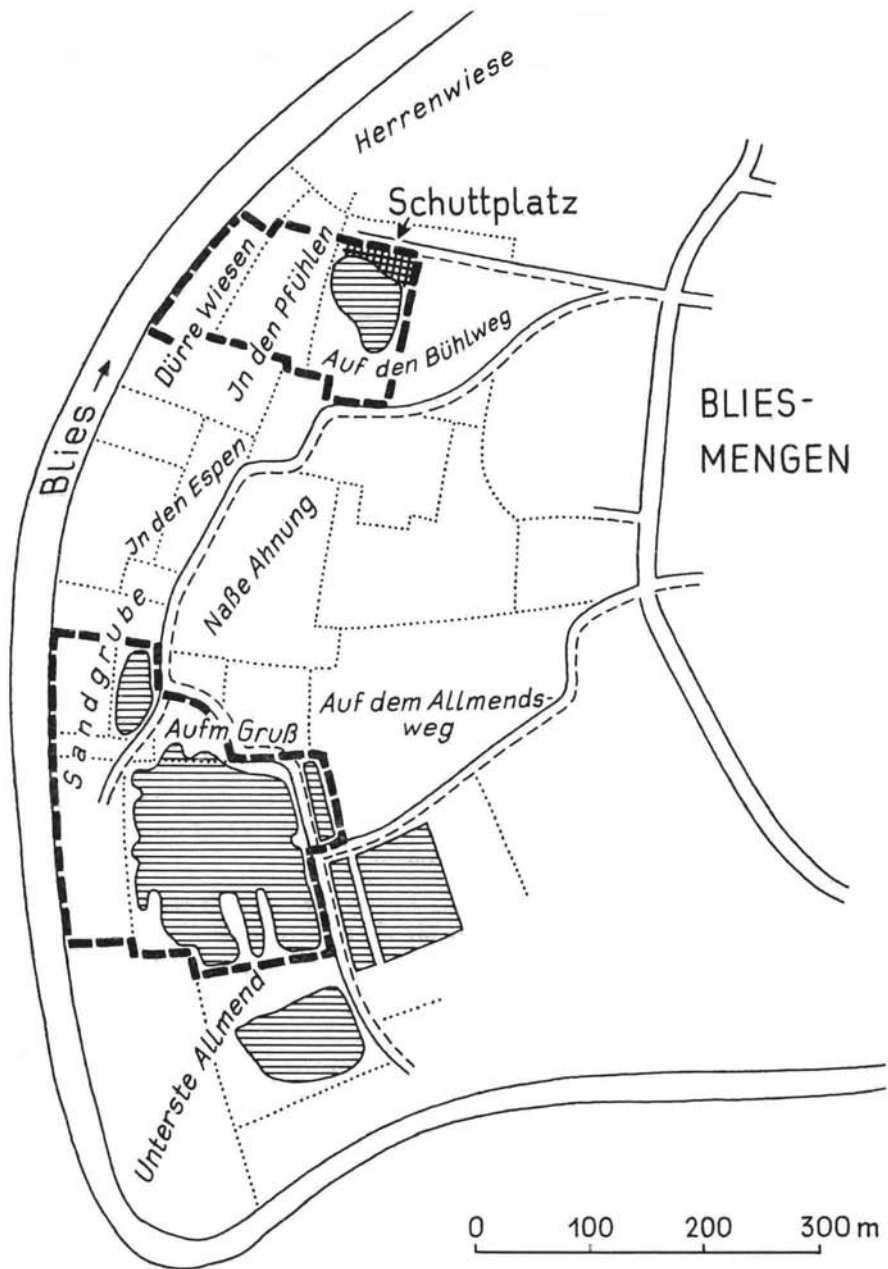 Herrenwiese
Schuttplatz
Dürre Wiesen
Jn den Pfühlen
Auf den Bühlweg
Blies
BLIES-
MENGEN
Jn den Espen
Naße Ahnung
Sandgrube
Aufm Gruß
Auf dem Allmends-
weg
Unterste Allmend
0 100 200 300 m